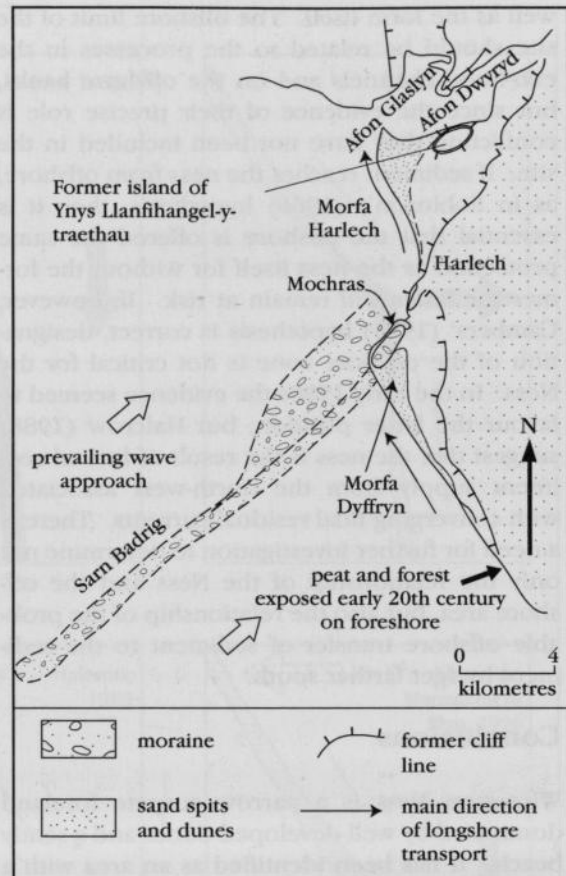 Afon Glaslyn
Afon Dwyryd
Former island of
Ynys Llanfihangel-y-
traethau
Morfa
Harlech
Harlech
Mochras
prevailing wave
approach
N
Morfa
Dyffryn
Sarn Badrig
peat and forest
exposed early 20th century
on foreshore
4
kilometres
moraine
former cliff
line
sand spits
and dunes
main direction
of longshore
transport